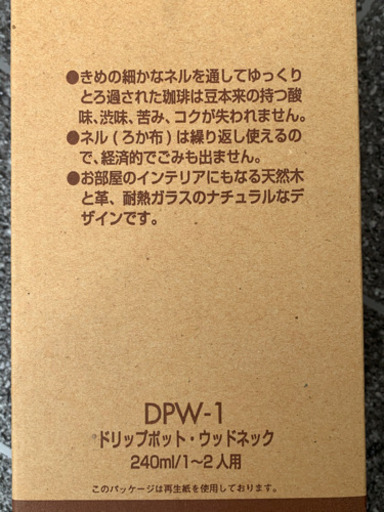 ●きめの細かなネルを通してゆっくり
とろ過された珈琲は豆本来の持つ酸
味、渋味、苦み、コクが失われません。
●ネル(ろか布)は繰り返し使えるの
で、経済的でごみも出ません。
●お部屋のインテリアにもなる天然木
と革、耐熱ガラスのナチュラルなデ
ザインです。
DPW-1
ドリップポット・ウッドネック
240ml/1〜2人用
このパッケージは再生紙を使用しております。